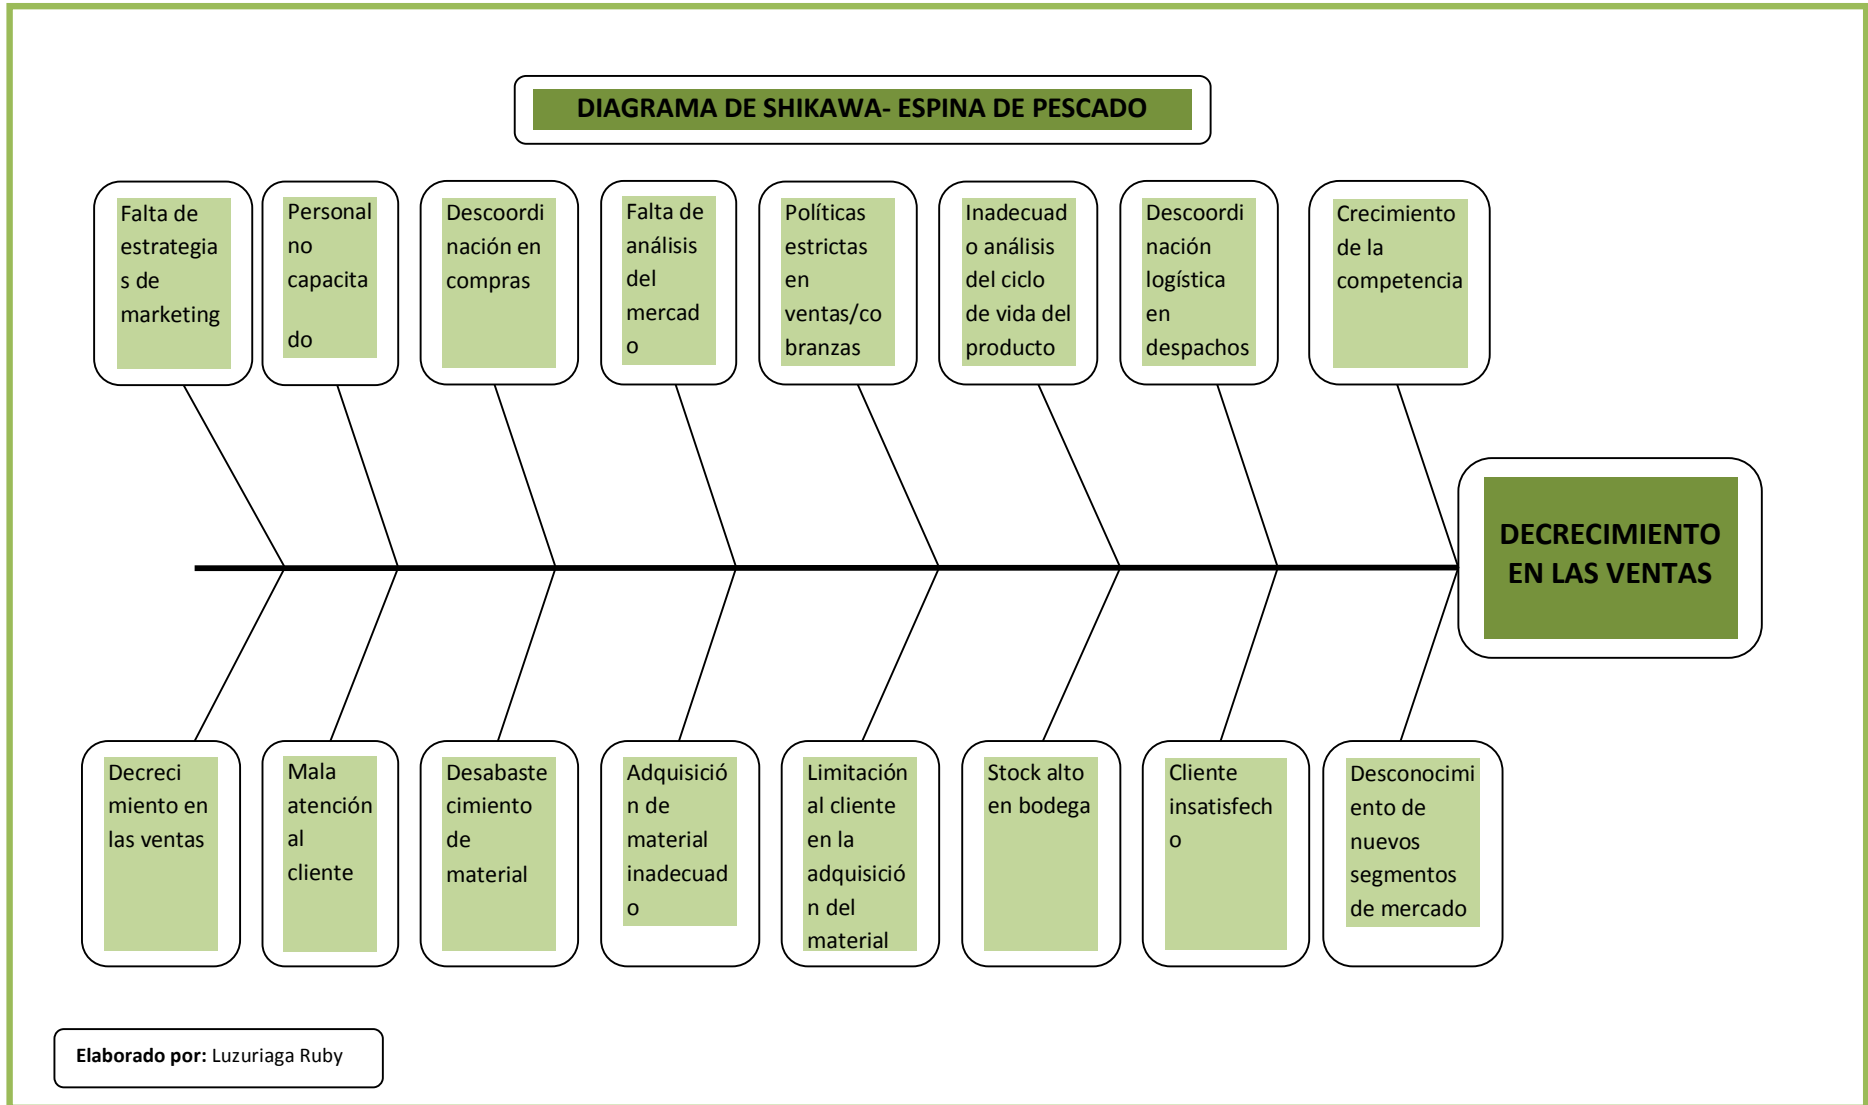 DIAGRAMA DE SHIKAWA- ESPINA DE PESCADO
Falta de
estrategia
s de
marketing
Personal
no
capacita
do
Descoordi
nación en
compras
Falta de
análisis
del
mercad
o
Políticas
estrictas
en
ventas/co
branzas
Inadecuad
o análisis
del ciclo
de vida del
producto
Descoordi
nación
logística
en
despachos
Crecimiento
de la
competencia
DECRECIMIENTO
EN LAS VENTAS
Decreci
miento en
las ventas
Mala
atención
al
cliente
Desabaste
cimiento
de
material
Adquisició
n de
material
inadecuad
o
Limitación
al cliente
en la
adquisició
n del
material
Stock alto
en bodega
Cliente
insatisfech
o
Desconocimi
ento de
nuevos
segmentos
de mercado
Elaborado por: Luzuriaga Ruby